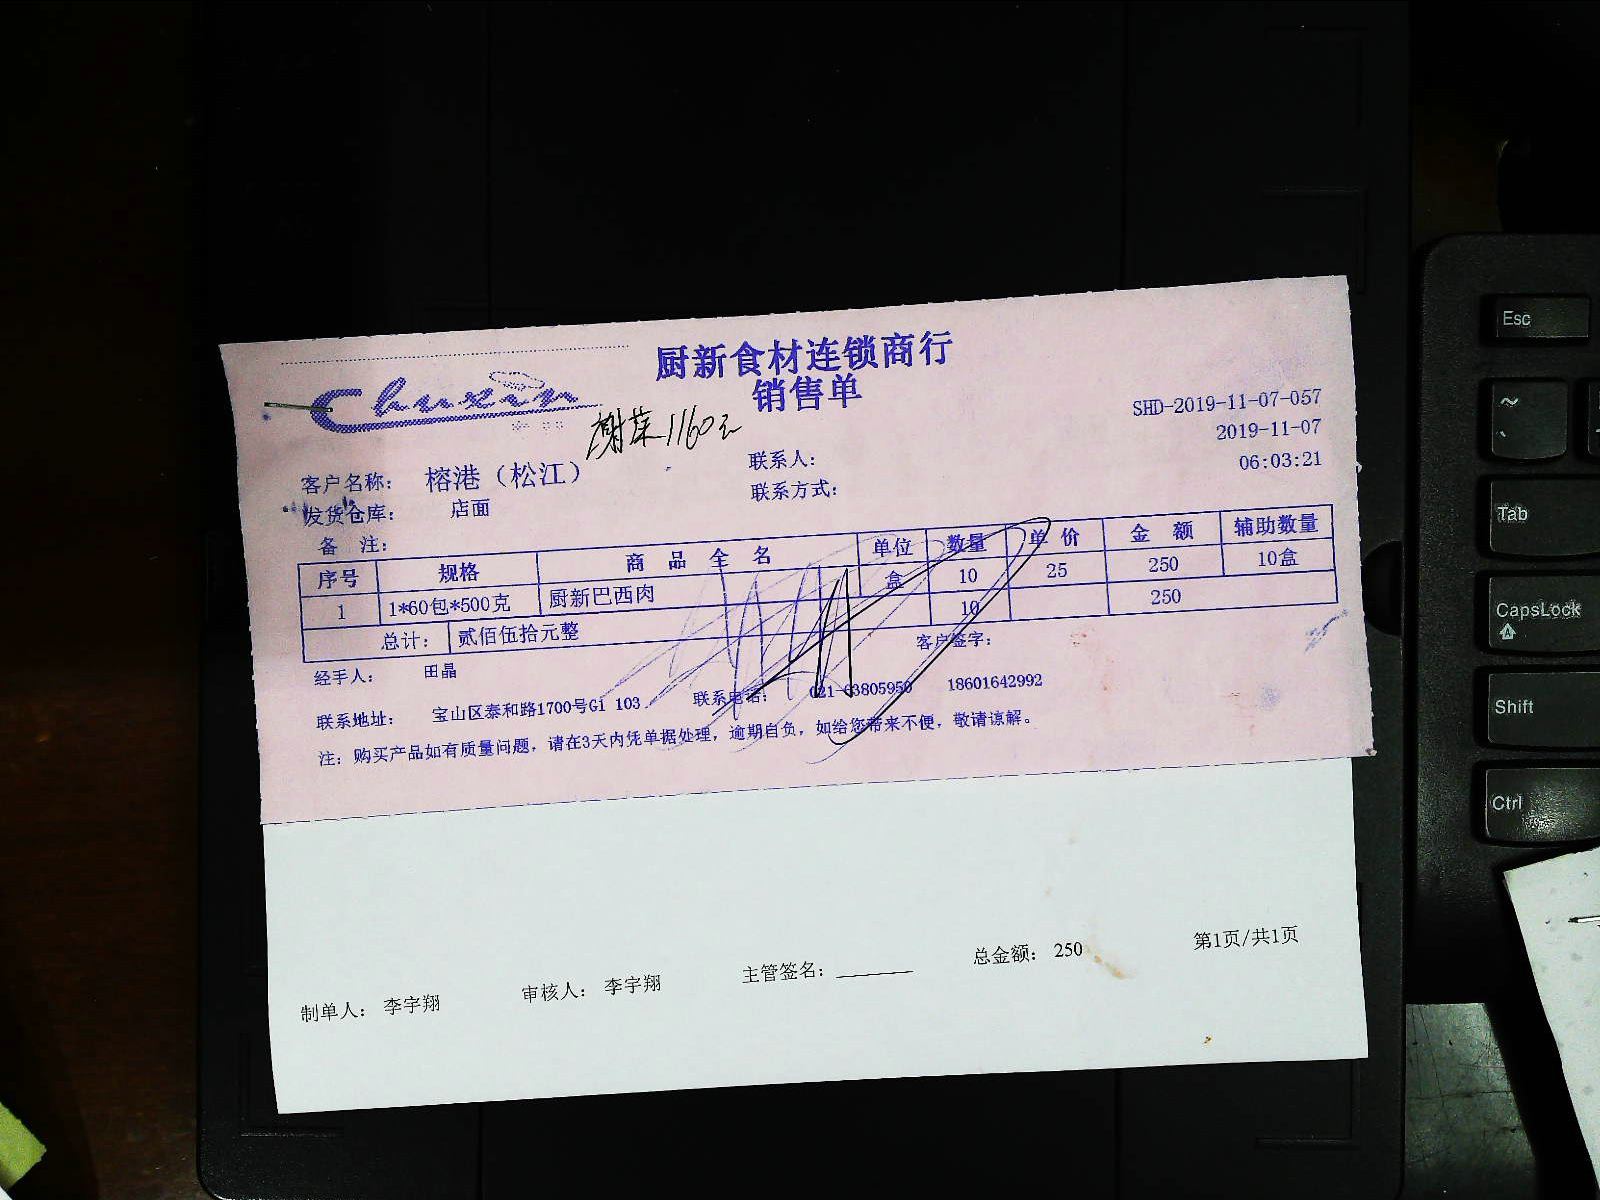 厨新食材连锁商行
销售单
Chuxin
SHD-2019-11-07-057
2019-11-07
06:03:21
1160元
客户名称: 榕港（松江） 联系人:
发货仓库: 店面 联系方式:
备 注:
序号 规格 商品全名 单位 数量 单价 金额 辅助数量
1 1*60包*500克 厨新巴西肉 盒 10 25 250 10盒
总计: 贰佰伍拾元整 10 250
经手人: 田晶 客户签字:
联系地址: 宝山区泰和路1700号G1 103 联系电话: 021-63805950 18601642992
注: 购买产品如有质量问题, 请在3天内凭单据处理, 逾期自负, 如给您带来不便, 敬请谅解。
制单人: 李宇翔 审核人: 李宇翔 主管签名: 总金额: 250 第1页/共1页
Esc
~
Tab
CapsLock
Shift
Ctrl